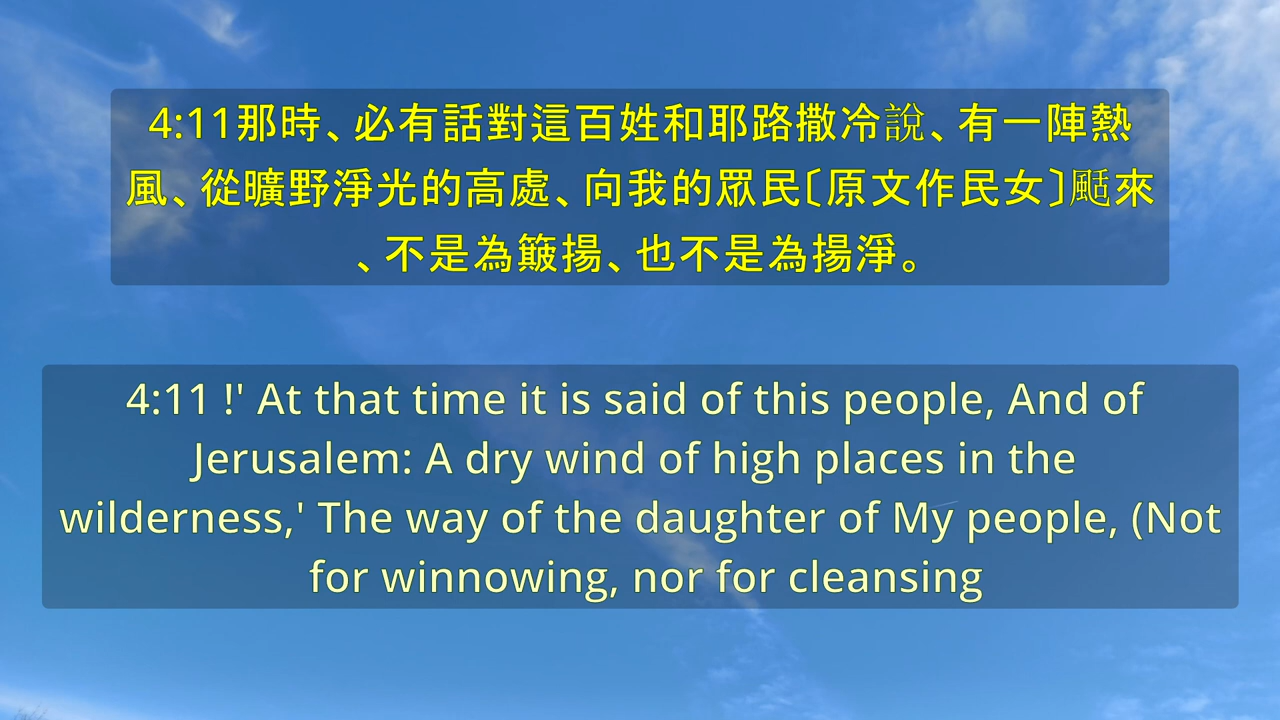 4:11那時、必有話對這百姓和耶路撒冷說、有一陣熱
風、從曠野淨光的高處、向我的眾民〔原文作民女〕颳來
、不是為簸揚、也不是為揚淨。
4:11 !' At that time it is said of this people, And of
Jerusalem: A dry wind of high places in the
wilderness,' The way of the daughter of My people, (Not
for winnowing, nor for cleansing